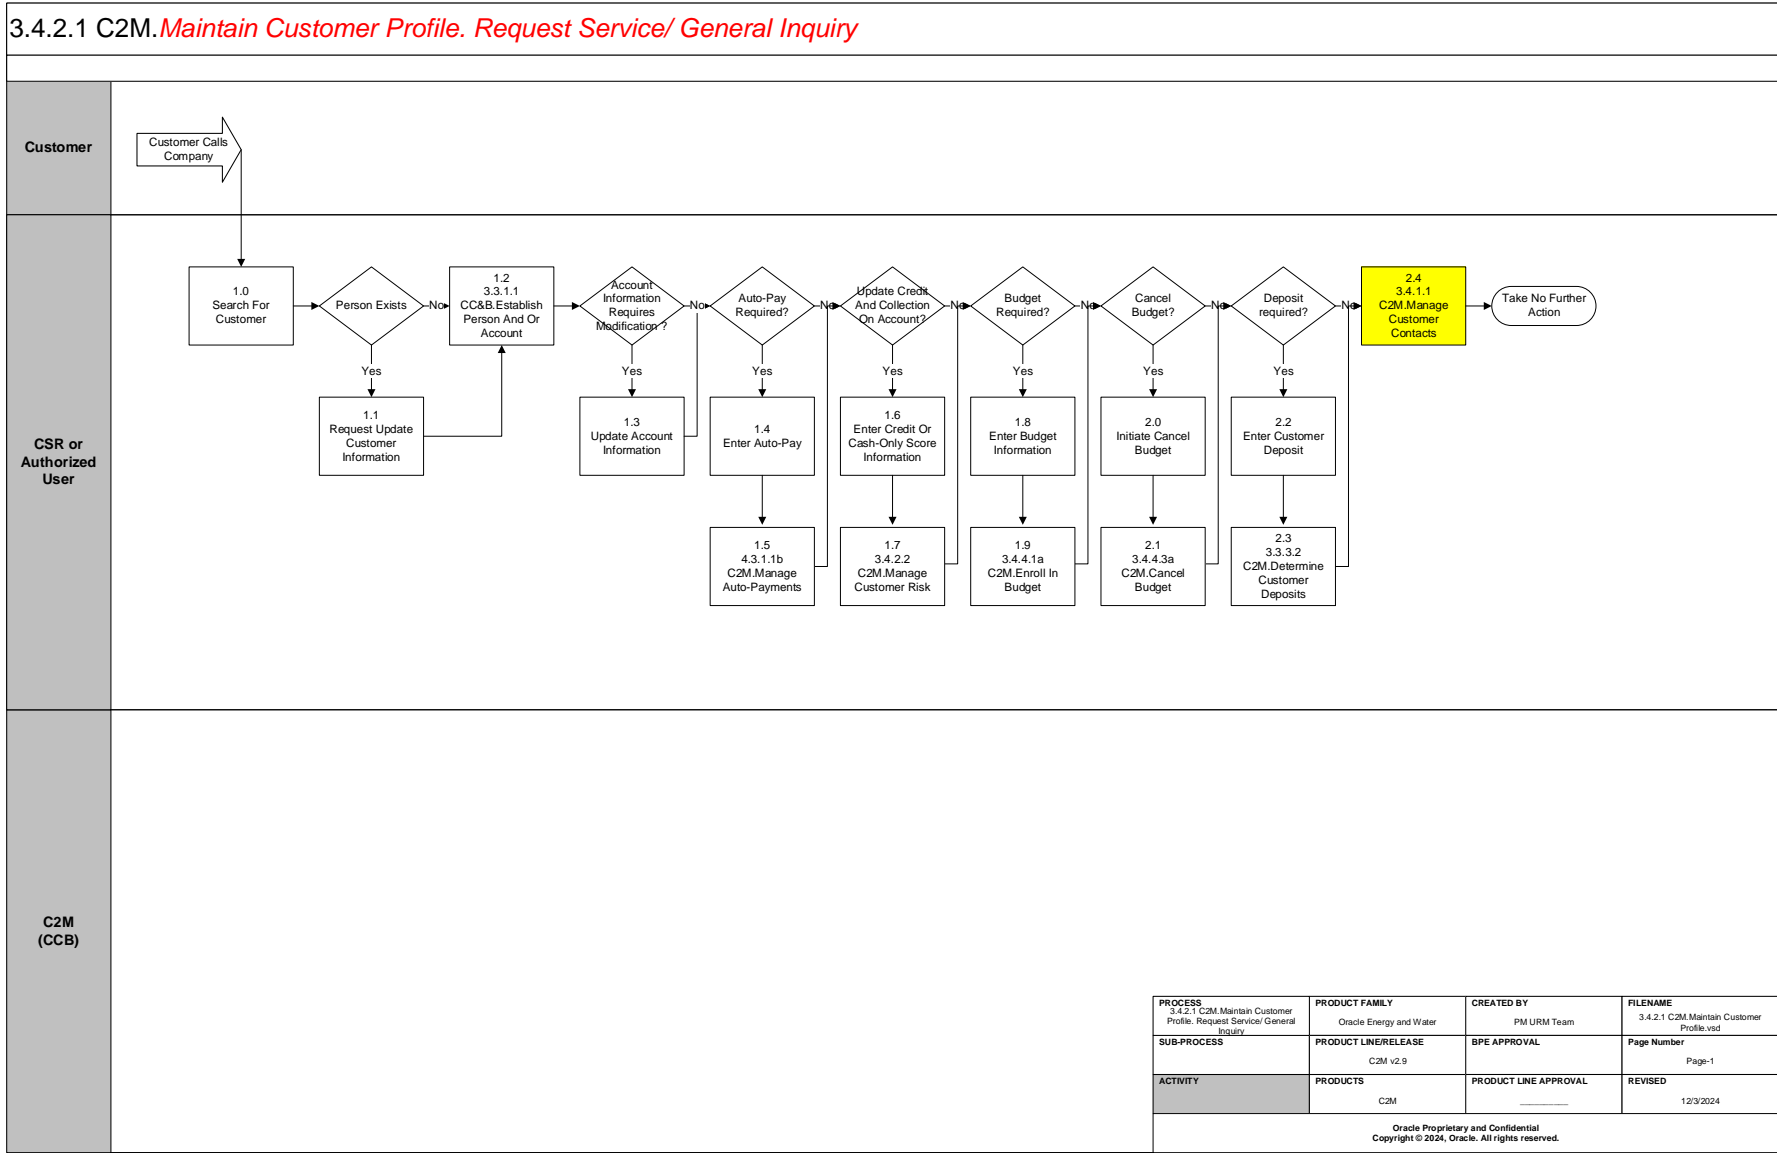 3.4.2.1 C2M.Maintain Customer Profile. Request Service/ General Inquiry
Customer
Customer Calls
Company
CSR or
Authorized
User
1.0
Search For
Customer
Person Exists
No
Yes
1.1
Request Update
Customer
Information
1.2
3.3.1.1
CC&B.Establish
Person And Or
Account
Account
Information
Requires
Modification ?
No
Yes
1.3
Update Account
Information
Auto-Pay
Required?
No
Yes
1.4
Enter Auto-Pay
1.5
4.3.1.1b
C2M.Manage
Auto-Payments
Update Credit
And Collection
On Account?
No
Yes
1.6
Enter Credit Or
Cash-Only Score
Information
1.7
3.4.2.2
C2M.Manage
Customer Risk
Budget
Required?
No
Yes
1.8
Enter Budget
Information
1.9
3.4.4.1a
C2M.Enroll In
Budget
Cancel
Budget?
No
Yes
2.0
Initiate Cancel
Budget
2.1
3.4.4.3a
C2M.Cancel
Budget
Deposit
required?
No
Yes
2.2
Enter Customer
Deposit
2.3
3.3.3.2
C2M.Determine
Customer
Deposits
2.4
3.4.1.1
C2M.Manage
Customer
Contacts
Take No Further
Action
C2M
(CCB)
PROCESS
3.4.2.1 C2M.Maintain Customer
Profile. Request Service/ General
Inquiry
PRODUCT FAMILY
Oracle Energy and Water
CREATED BY
PM URM Team
FILENAME
3.4.2.1 C2M.Maintain Customer
Profile.vsd
SUB-PROCESS
PRODUCT LINE/RELEASE
C2M v2.9
BPE APPROVAL
Page Number
Page-1
ACTIVITY
PRODUCTS
C2M
PRODUCT LINE APPROVAL
REVISED
12/3/2024
Oracle Proprietary and Confidential
Copyright © 2024, Oracle. All rights reserved.